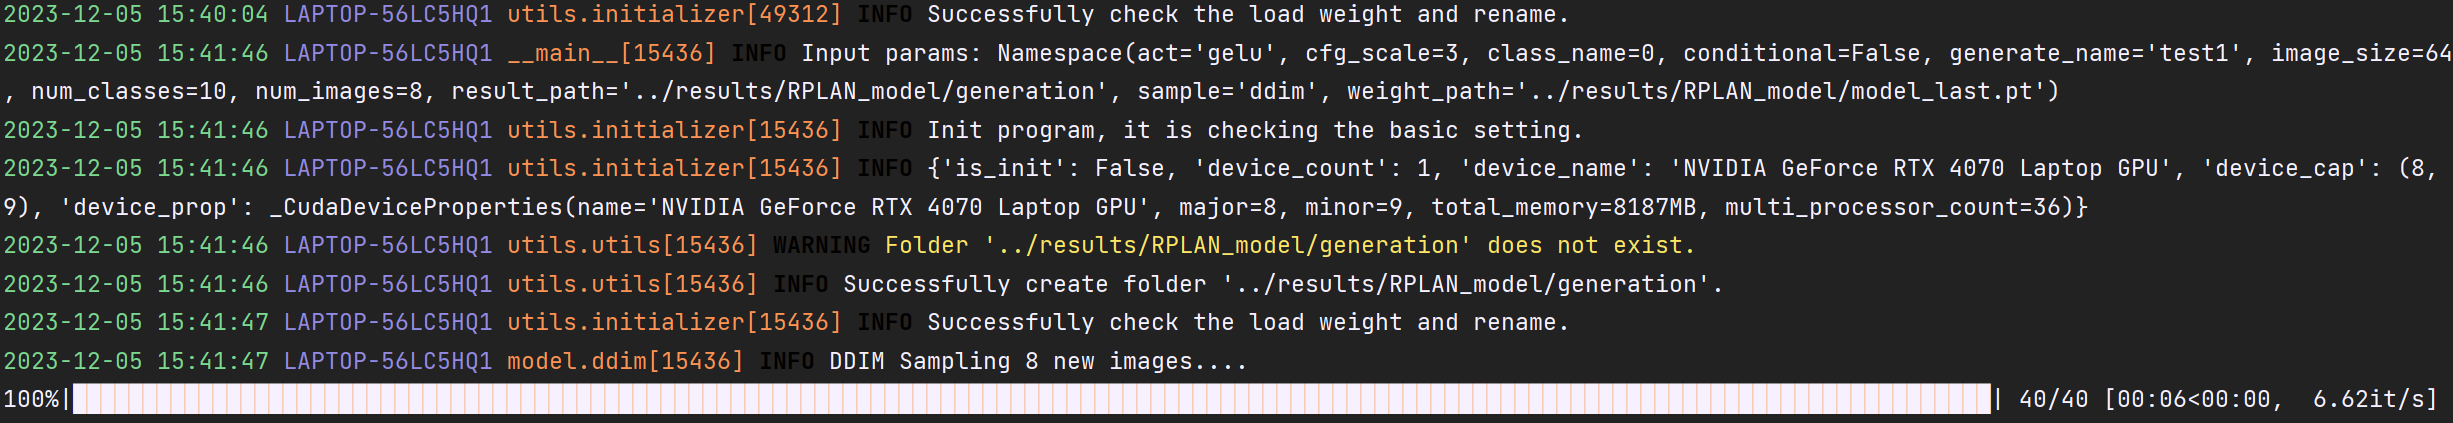 2023-12-05 15:40:04 LAPTOP-56LC5HQ1 utils.initializer[49312] INFO Successfully check the load weight and rename.
2023-12-05 15:41:46 LAPTOP-56LC5HQ1 __main__[15436] INFO Input params: Namespace(act='gelu', cfg_scale=3, class_name=0, conditional=False, generate_name='test1', image_size=64
, num_classes=10, num_images=8, result_path='../results/RPLAN_model/generation', sample='ddim', weight_path='../results/RPLAN_model/model_last.pt')
2023-12-05 15:41:46 LAPTOP-56LC5HQ1 utils.initializer[15436] INFO Init program, it is checking the basic setting.
2023-12-05 15:41:46 LAPTOP-56LC5HQ1 utils.initializer[15436] INFO {'is_init': False, 'device_count': 1, 'device_name': 'NVIDIA GeForce RTX 4070 Laptop GPU', 'device_cap': (8,
9), 'device_prop': _CudaDeviceProperties(name='NVIDIA GeForce RTX 4070 Laptop GPU', major=8, minor=9, total_memory=8187MB, multi_processor_count=36)}
2023-12-05 15:41:46 LAPTOP-56LC5HQ1 utils.utils[15436] WARNING Folder '../results/RPLAN_model/generation' does not exist.
2023-12-05 15:41:46 LAPTOP-56LC5HQ1 utils.utils[15436] INFO Successfully create folder '../results/RPLAN_model/generation'.
2023-12-05 15:41:47 LAPTOP-56LC5HQ1 utils.initializer[15436] INFO Successfully check the load weight and rename.
2023-12-05 15:41:47 LAPTOP-56LC5HQ1 model.ddim[15436] INFO DDIM Sampling 8 new images....
100%| | 40/40 [00:06<00:00, 6.62it/s]